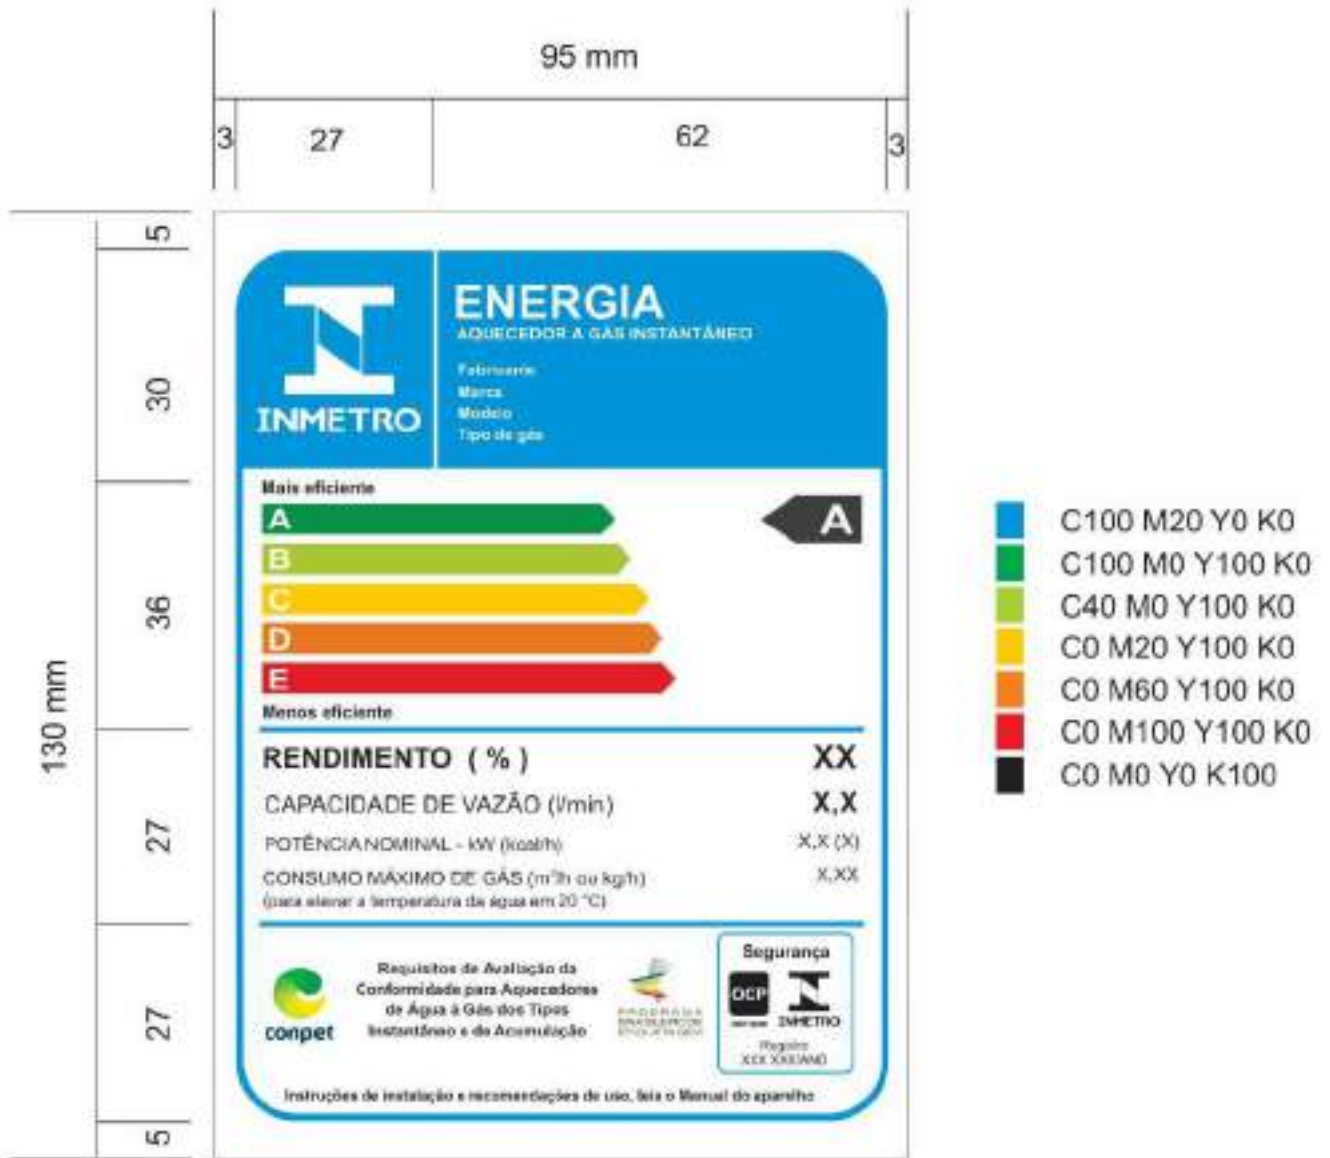 95 mm
3
27
62
3
5
30
36
130 mm
27
27
5
INMETRO
ENERGIA
AQUECEDOR A GÁS INSTANTÂNEO
Fabricante
Marca
Modelo
Tipo de gás
Mais eficiente
A
A
B
C
D
E
Menos eficiente
RENDIMENTO ( % ) XX
CAPACIDADE DE VAZÃO (l/min) X,X
POTÊNCIA NOMINAL - kW (kcal/h) X,X (X)
CONSUMO MÁXIMO DE GÁS (m³/h ou kg/h) X,XX
(para elevar a temperatura da água em 20 °C)
conpet
Requisitos de Avaliação da
Conformidade para Aquecedores
de Água à Gás dos Tipos
Instantâneo e de Acumulação
PROGRAMA
BRASILEIRO DE
ETIQUETAGEM
Segurança
OCP
INMETRO
Registro
Instruções de instalação e recomendações de uso, leia o Manual do aparelho
C100 M20 Y0 K0
C100 M0 Y100 K0
C40 M0 Y100 K0
C0 M20 Y100 K0
C0 M60 Y100 K0
C0 M100 Y100 K0
C0 M0 Y0 K100